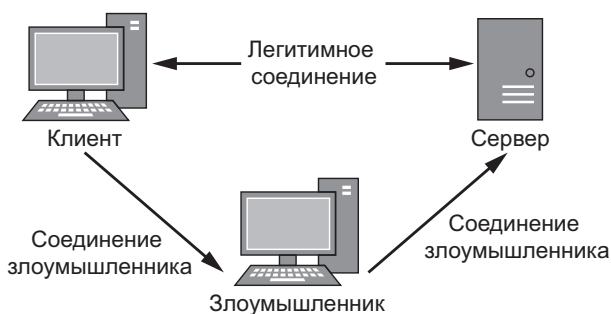 Легитимное
соединение
Клиент
Сервер
Соединение
злоумышленника
Соединение
злоумышленника
Злоумышленник